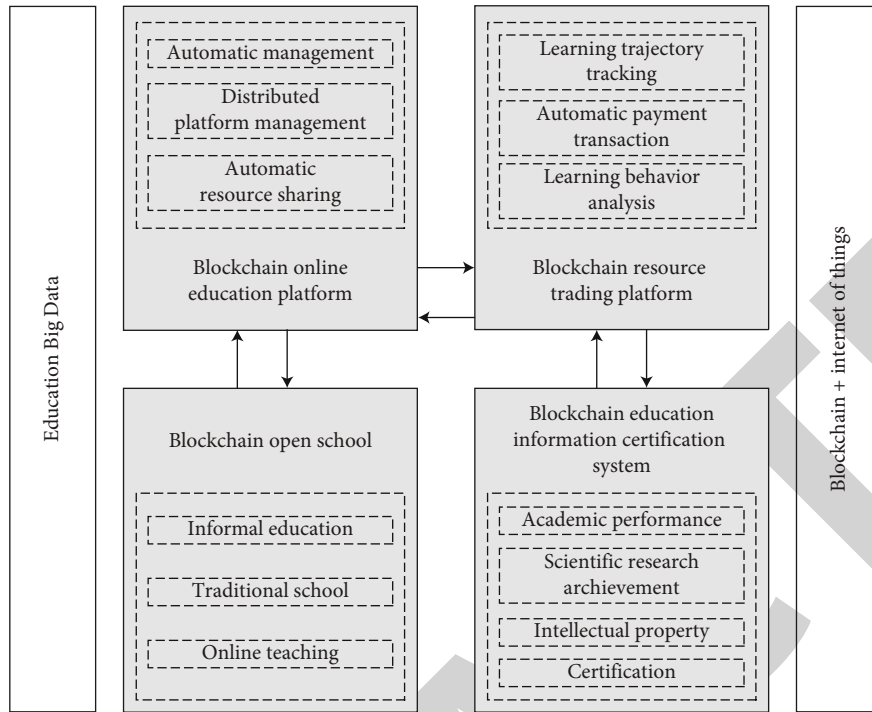 Education Big Data
Automatic management
Distributed
platform management
Automatic
resource sharing
Blockchain online
education platform
Learning trajectory
tracking
Automatic payment
transaction
Learning behavior
analysis
Blockchain resource
trading platform
Blockchain open school
Informal education
Traditional school
Online teaching
Blockchain education
information certification
system
Academic performance
Scientific research
archievement
Intellectual property
Certification
Blockchain + internet of things